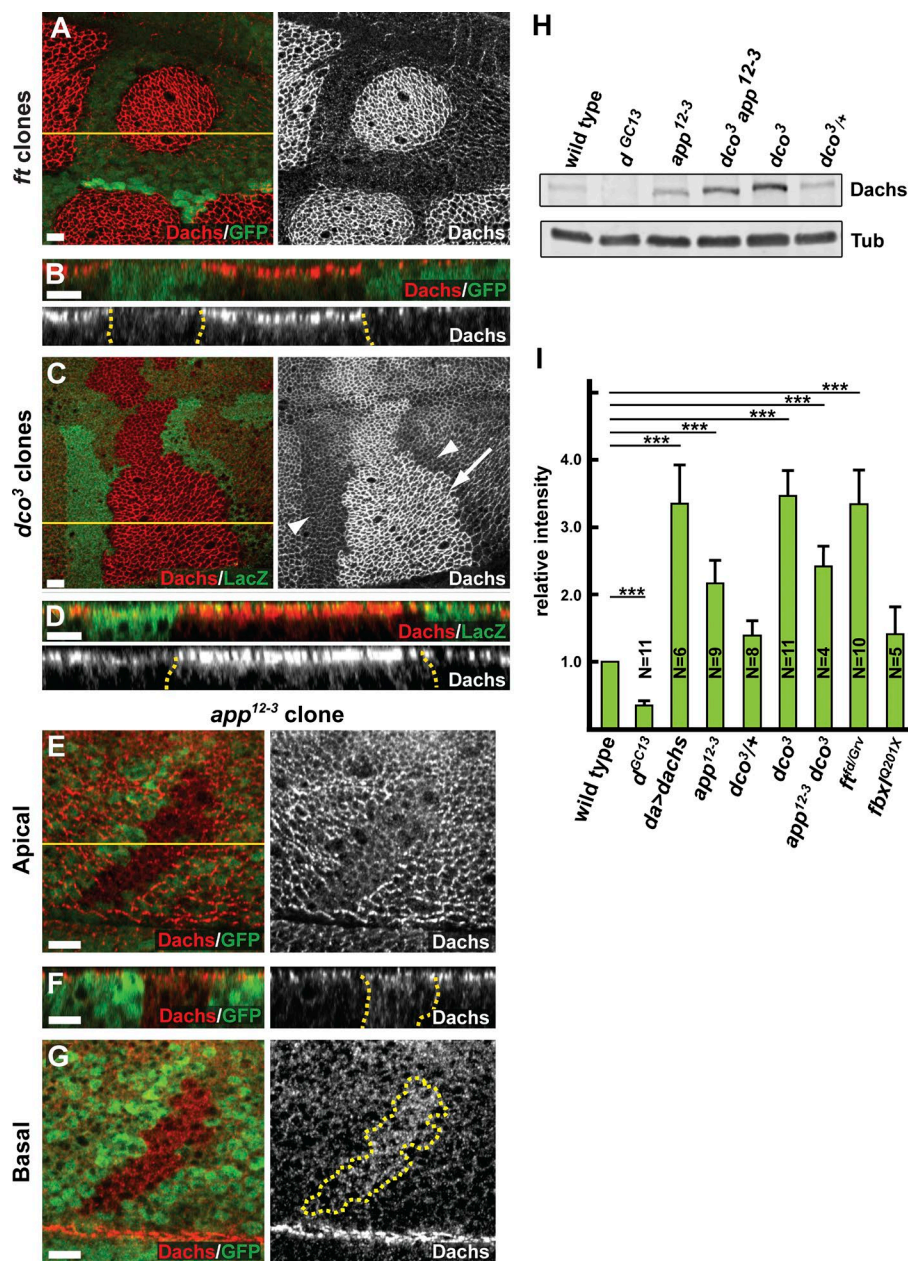 A
ft clones
Dachs/GFP
Dachs
B
Dachs/GFP
Dachs
C
dco³ clones
Dachs/LacZ
Dachs
D
Dachs/LacZ
Dachs
app¹²⁻³ clone
E
Apical
Dachs/GFP
Dachs
F
Dachs/GFP
Dachs
G
Basal
Dachs/GFP
Dachs
H
wild type
d ᴳᶜ¹³
app¹²⁻³
dco³ app¹²⁻³
dco³
dco³/⁺
Dachs
Tub
I
***
***
***
***
***
***
relative intensity
4.0
3.0
2.0
1.0
N=11
N=6
N=9
N=8
N=11
N=4
N=10
N=5
wild type
dᴳᶜ¹³
da>dachs
app¹²⁻³
dco³/⁺
dco³
app¹²⁻³ dco³
ft^fd/Grv
fbxl^Q201X